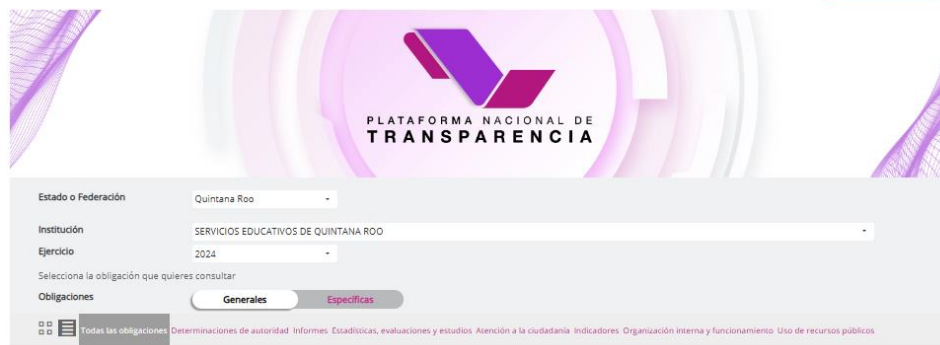 PLATAFORMA NACIONAL DE
TRANSPARENCIA
Estado o Federación Quintana Roo
Institución SERVICIOS EDUCATIVOS DE QUINTANA ROO
Ejercicio 2024
Selecciona la obligación que quieres consultar
Obligaciones Generales Específicas
Todas las obligaciones Determinaciones de autoridad Informes Estadísticas, evaluaciones y estudios Atención a la ciudadanía Indicadores Organización interna y funcionamiento Uso de recursos públicos